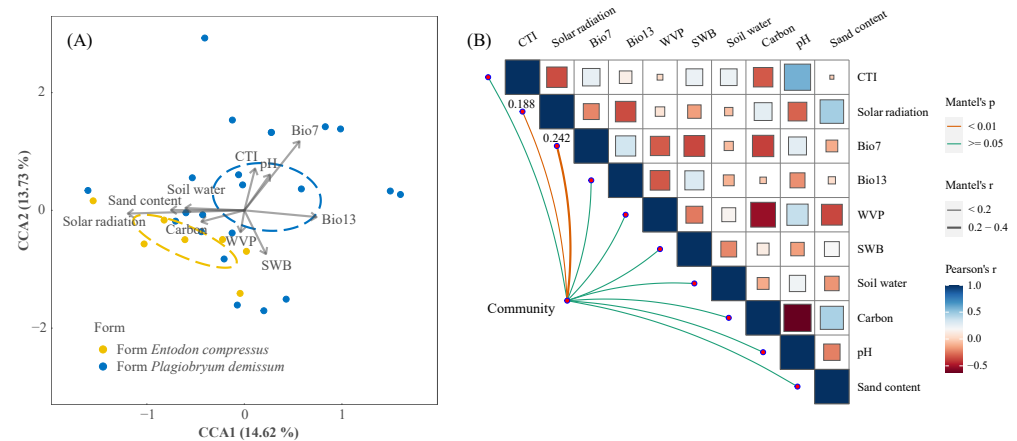 (A)
CCA2 (13.73 %)
2
0
−2
−1
0
1
CCA1 (14.62 %)
Bio7
CTI
pH
Soil water
Sand content
Solar radiation
Carbon
Bio13
WVP
SWB
Form
Form Entodon compressus
Form Plagiobryum demissum
(B)
CTI
Solar radiation
Bio7
Bio13
WVP
SWB
Soil water
Carbon
pH
Sand content
CTI
Solar radiation
Bio7
Bio13
WVP
SWB
Soil water
Carbon
pH
Sand content
0.188
0.242
Community
Mantel's p
< 0.01
>= 0.05
Mantel's r
< 0.2
0.2 − 0.4
Pearson's r
1.0
0.5
0.0
−0.5